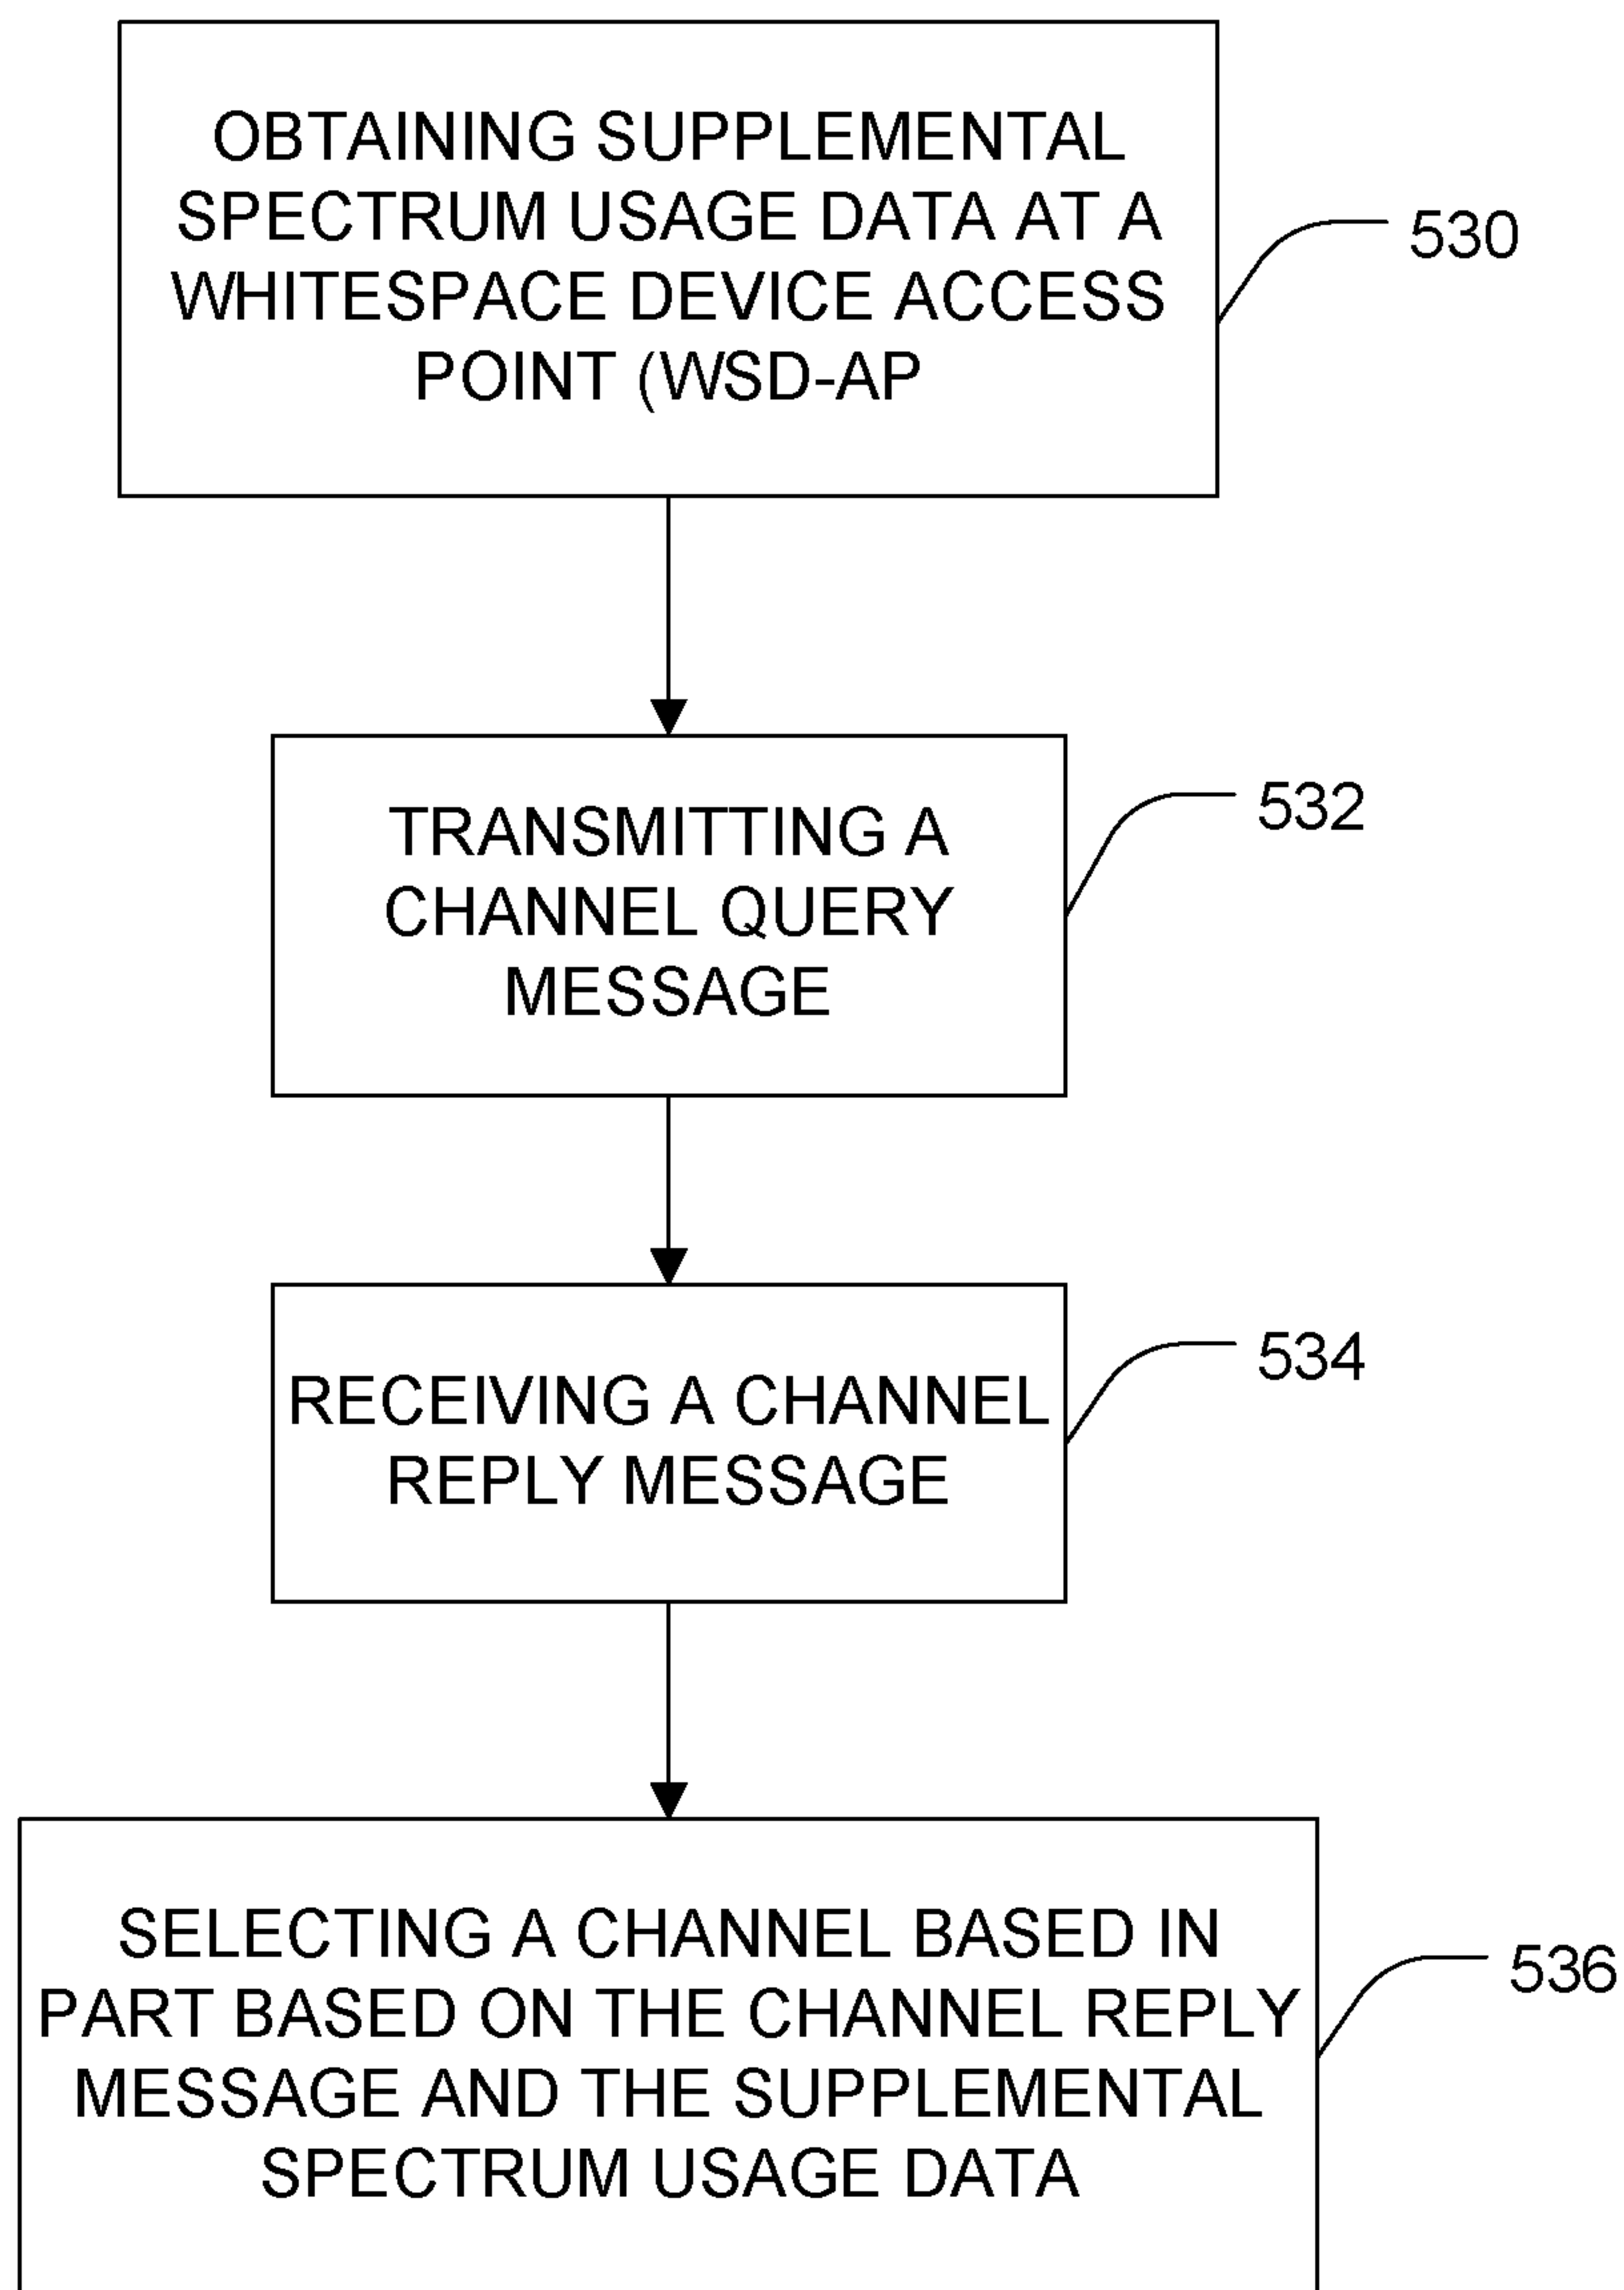 OBTAINING SUPPLEMENTAL
SPECTRUM USAGE DATA AT A
WHITESPACE DEVICE ACCESS
POINT (WSD-AP
530
TRANSMITTING A
CHANNEL QUERY
MESSAGE
532
RECEIVING A CHANNEL
REPLY MESSAGE
534
SELECTING A CHANNEL BASED IN
PART BASED ON THE CHANNEL REPLY
MESSAGE AND THE SUPPLEMENTAL
SPECTRUM USAGE DATA
536